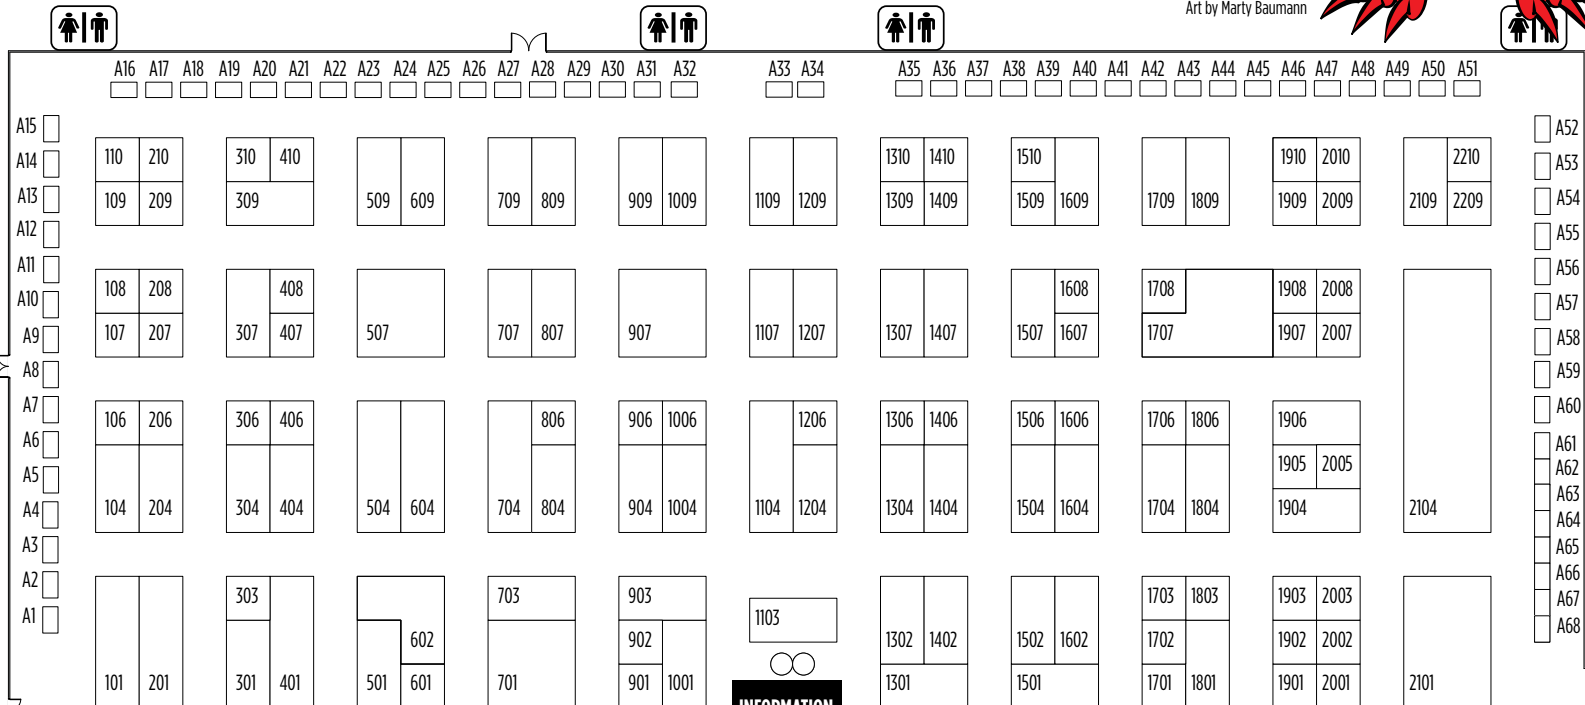 Art by Marty Baumann
A16 A17 A18 A19 A20 A21 A22 A23 A24 A25 A26 A27 A28 A29 A30 A31 A32 A33 A34 A35 A36 A37 A38 A39 A40 A41 A42 A43 A44 A45 A46 A47 A48 A49 A50 A51
A15 A52
110 210 310 410 1310 1410 1510 1910 2010 2210
A14 A53
A13 109 209 309 509 609 709 809 909 1009 1109 1209 1309 1409 1509 1609 1709 1809 1909 2009 2109 2209 A54
A12 A55
A11 A56
108 208 408 1608 1708 1908 2008
A10 A57
A9 107 207 307 407 507 707 807 907 1107 1207 1307 1407 1507 1607 1707 1907 2007 A58
A8 A59
A7 A60
106 206 306 406 806 906 1006 1206 1306 1406 1506 1606 1706 1806 1906
A6 A61
1905 2005
A5 A62
A63
A4 104 204 304 404 504 604 704 804 904 1004 1104 1204 1304 1404 1504 1604 1704 1804 1904 2104
A64
A3 A65
A2 A66
303 703 903 1703 1803 1903 2003
A67
A1 1103 A68
602 902 1302 1402 1502 1602 1702 1902 2002
101 201 301 401 501 601 701 901 1001 1301 1501 1701 1801 1901 2001 2101
INFORMATION